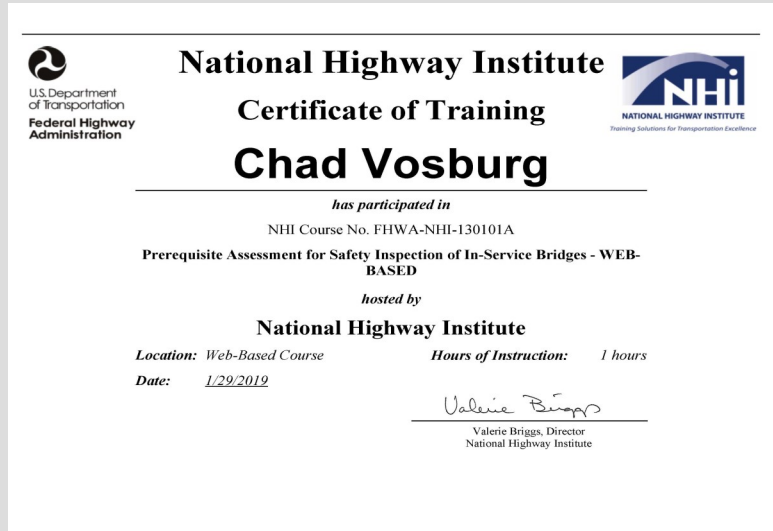 National Highway Institute
Certificate of Training
U.S. Department
of Transportation
Federal Highway
Administration
NHi
NATIONAL HIGHWAY INSTITUTE
Training Solutions for Transportation Excellence
Chad Vosburg
has participated in
NHI Course No. FHWA-NHI-130101A
Prerequisite Assessment for Safety Inspection of In-Service Bridges - WEB-
BASED
hosted by
National Highway Institute
Location: Web-Based Course Hours of Instruction: 1 hours
Date: 1/29/2019
Valerie Briggs
Valerie Briggs, Director
National Highway Institute